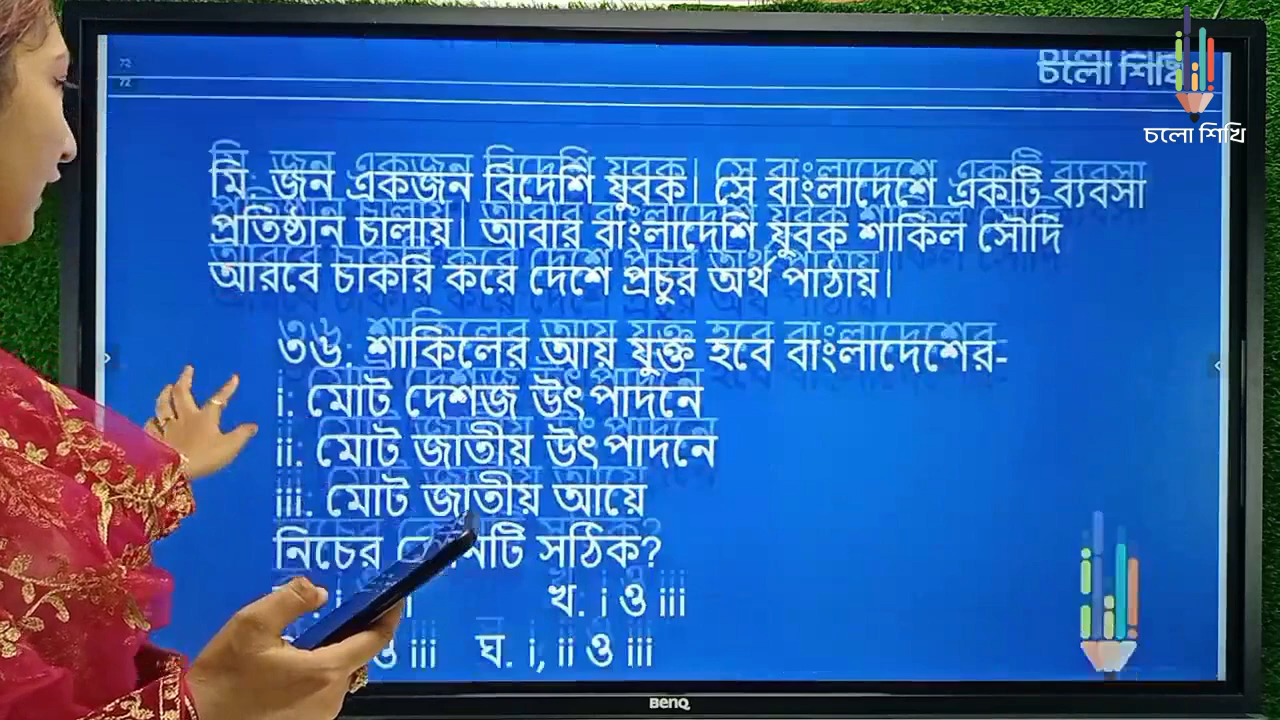 72
চলো শিখি
চলো শিখি
মি. জন একজন বিদেশি যুবক। সে বাংলাদেশে একটি ব্যবসা
প্রতিষ্ঠান চালায়। আবার বাংলাদেশি যুবক শাকিল সৌদি
আরবে চাকরি করে দেশে প্রচুর অর্থ পাঠায়।
৩৬. শাকিলের আয় যুক্ত হবে বাংলাদেশের-
i. মোট দেশজ উৎপাদনে
ii. মোট জাতীয় উৎপাদনে
iii. মোট জাতীয় আয়ে
নিচের সঠিক?
খ. i ও iii
ও iii ঘ. i, ii ও iii
BenQ